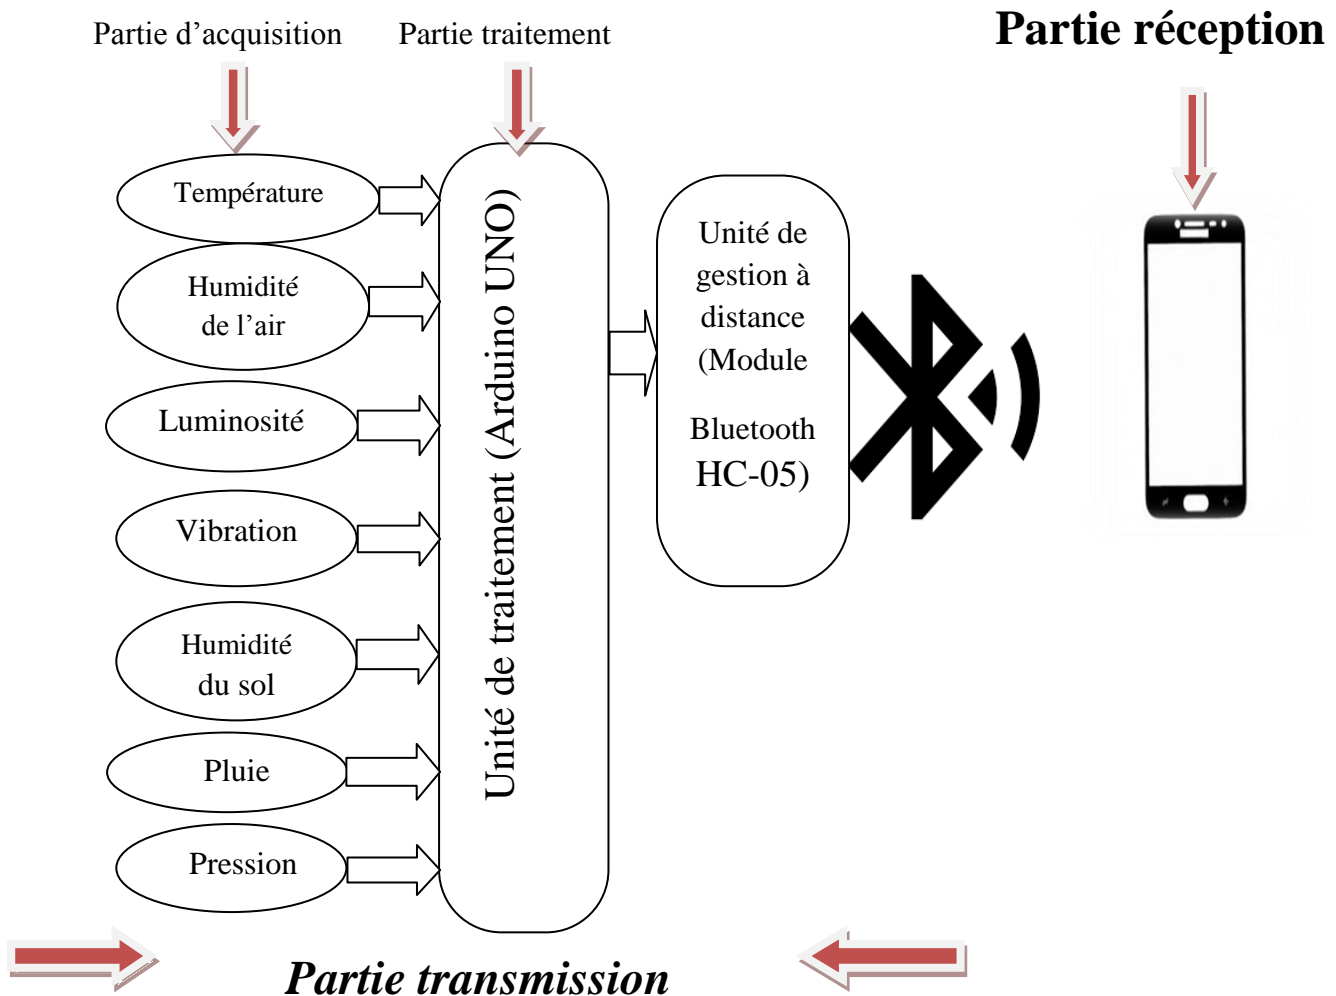 Partie d’acquisition
Partie traitement
Partie réception
Température
Humidité
de l’air
Luminosité
Vibration
Humidité
du sol
Pluie
Pression
Unité de traitement (Arduino UNO)
Unité de
gestion à
distance
(Module
Bluetooth
HC-05)
Partie transmission